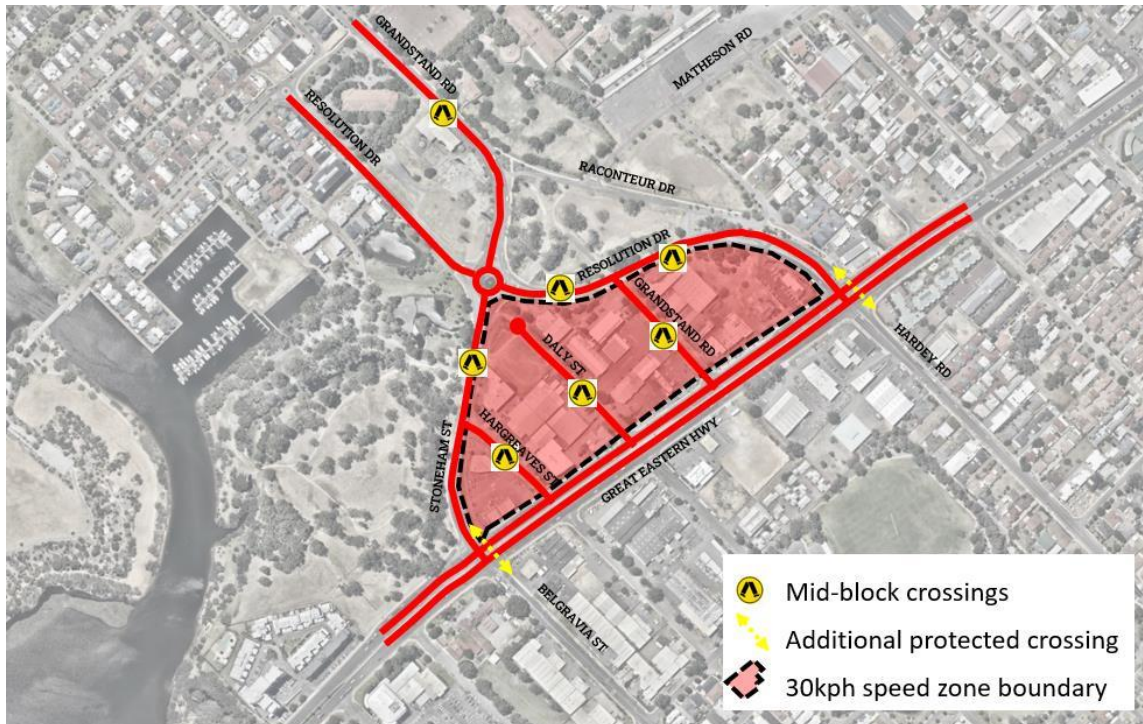 GRANDSTAND RD
MATHESON RD
RESOLUTION DR
RACONTEUR DR
RESOLUTION DR
GRANDSTAND RD
DALY ST
HARDEY RD
HARGREAVES ST
STONEHAM ST
GREAT EASTERN HWY
BELGRAVIA ST
Mid-block crossings
Additional protected crossing
30kph speed zone boundary